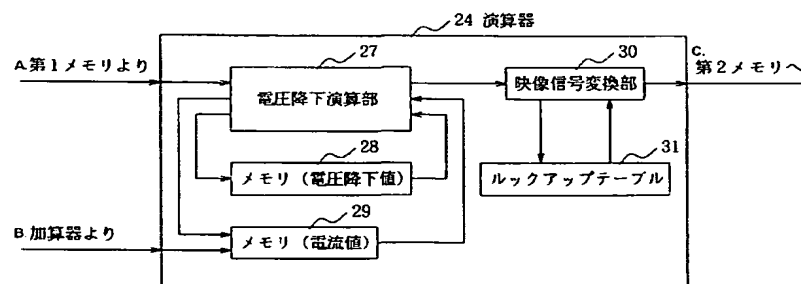 24 演算器
A.第1メモリより
27
電圧降下演算部
30
映像信号変換部
C.
第2メモリへ
28
メモリ（電圧降下値）
31
ルックアップテーブル
29
B.加算器より
メモリ（電流値）